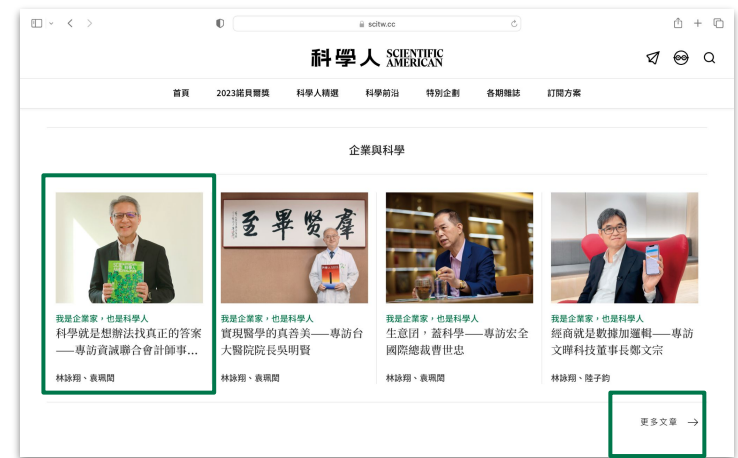 scitw.cc
科學人 SCIENTIFIC AMERICAN
首頁 2023諾貝爾獎 科學人精選 科學前沿 特別企劃 各期雜誌 訂閱方案
企業與科學
群賢畢至
我是企業家，也是科學人
科學就是想辦法找真正的答案
——專訪資誠聯合會計師事...
林詠翔、袁珮閎
我是企業家，也是科學人
實現醫學的真善美——專訪台
大醫院院長吳明賢
林詠翔、袁珮閎
我是企業家，也是科學人
生意囝，蓋科學——專訪宏全
國際總裁曹世忠
林詠翔、袁珮閎
我是企業家，也是科學人
經商就是數據加邏輯——專訪
文曄科技董事長鄭文宗
林詠翔、陸子鈞
更多文章 →